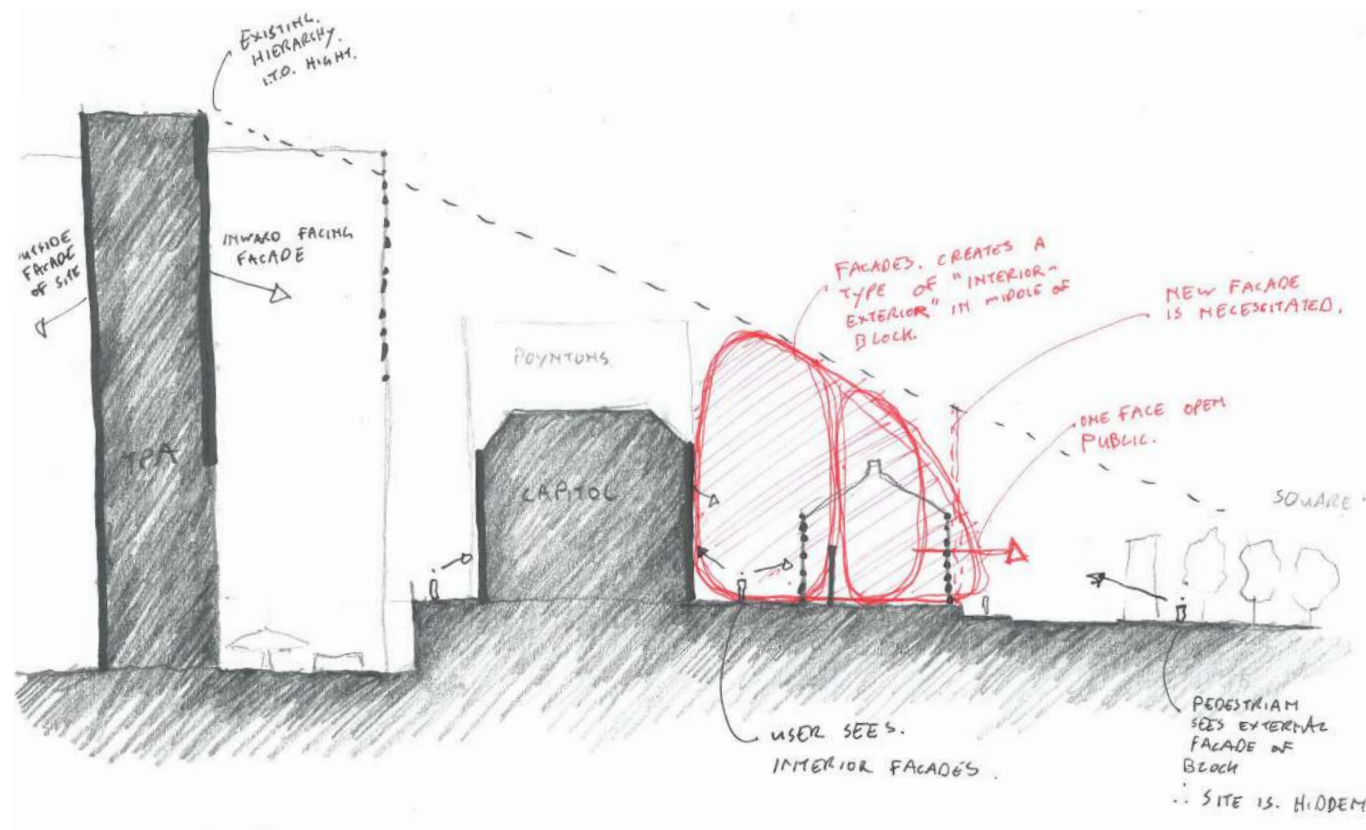 EXISTING.
HIERARCHY.
I.T.O. HIGHT.
OUTSIDE
FACADE
OF SITE
INWARD FACING
FACADE
TPA
POYNTONS
CAPITOL
FACADES. CREATES A
TYPE OF "INTERIOR-
EXTERIOR" IN MIDDLE OF
BLOCK.
NEW FACADE
IS NECESSITATED.
ONE FACE OPEN
PUBLIC.
SQUARE
USER SEES.
INTERIOR FACADES.
PEDESTRIAN
SEES EXTERNAL
FACADE OF
BLOCK
∴ SITE IS. HIDDEN